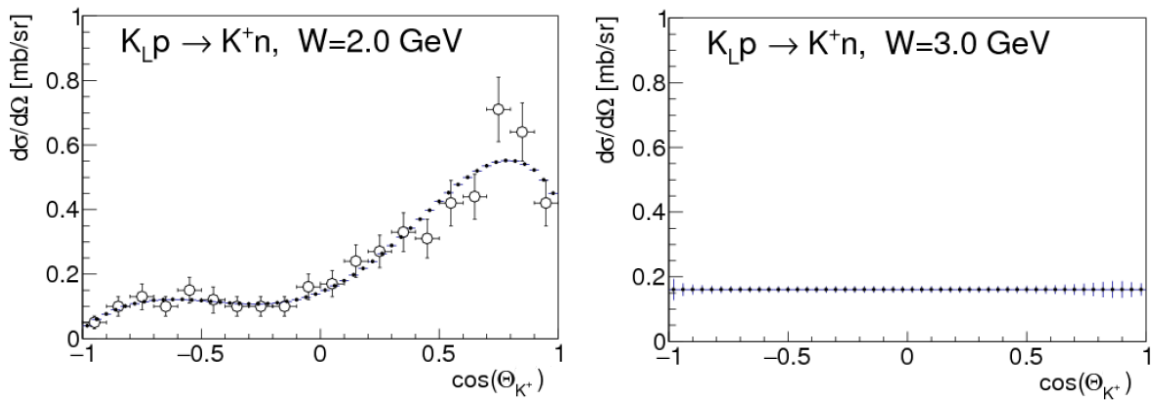 K_L p → K⁺n, W=2.0 GeV
dσ/dΩ [mb/sr]
1
0.8
0.6
0.4
0.2
0
−1 −0.5 0 0.5 1
cos(Θ_K⁺)
K_L p → K⁺n, W=3.0 GeV
dσ/dΩ [mb/sr]
1
0.8
0.6
0.4
0.2
0
−1 −0.5 0 0.5 1
cos(Θ_K⁺)